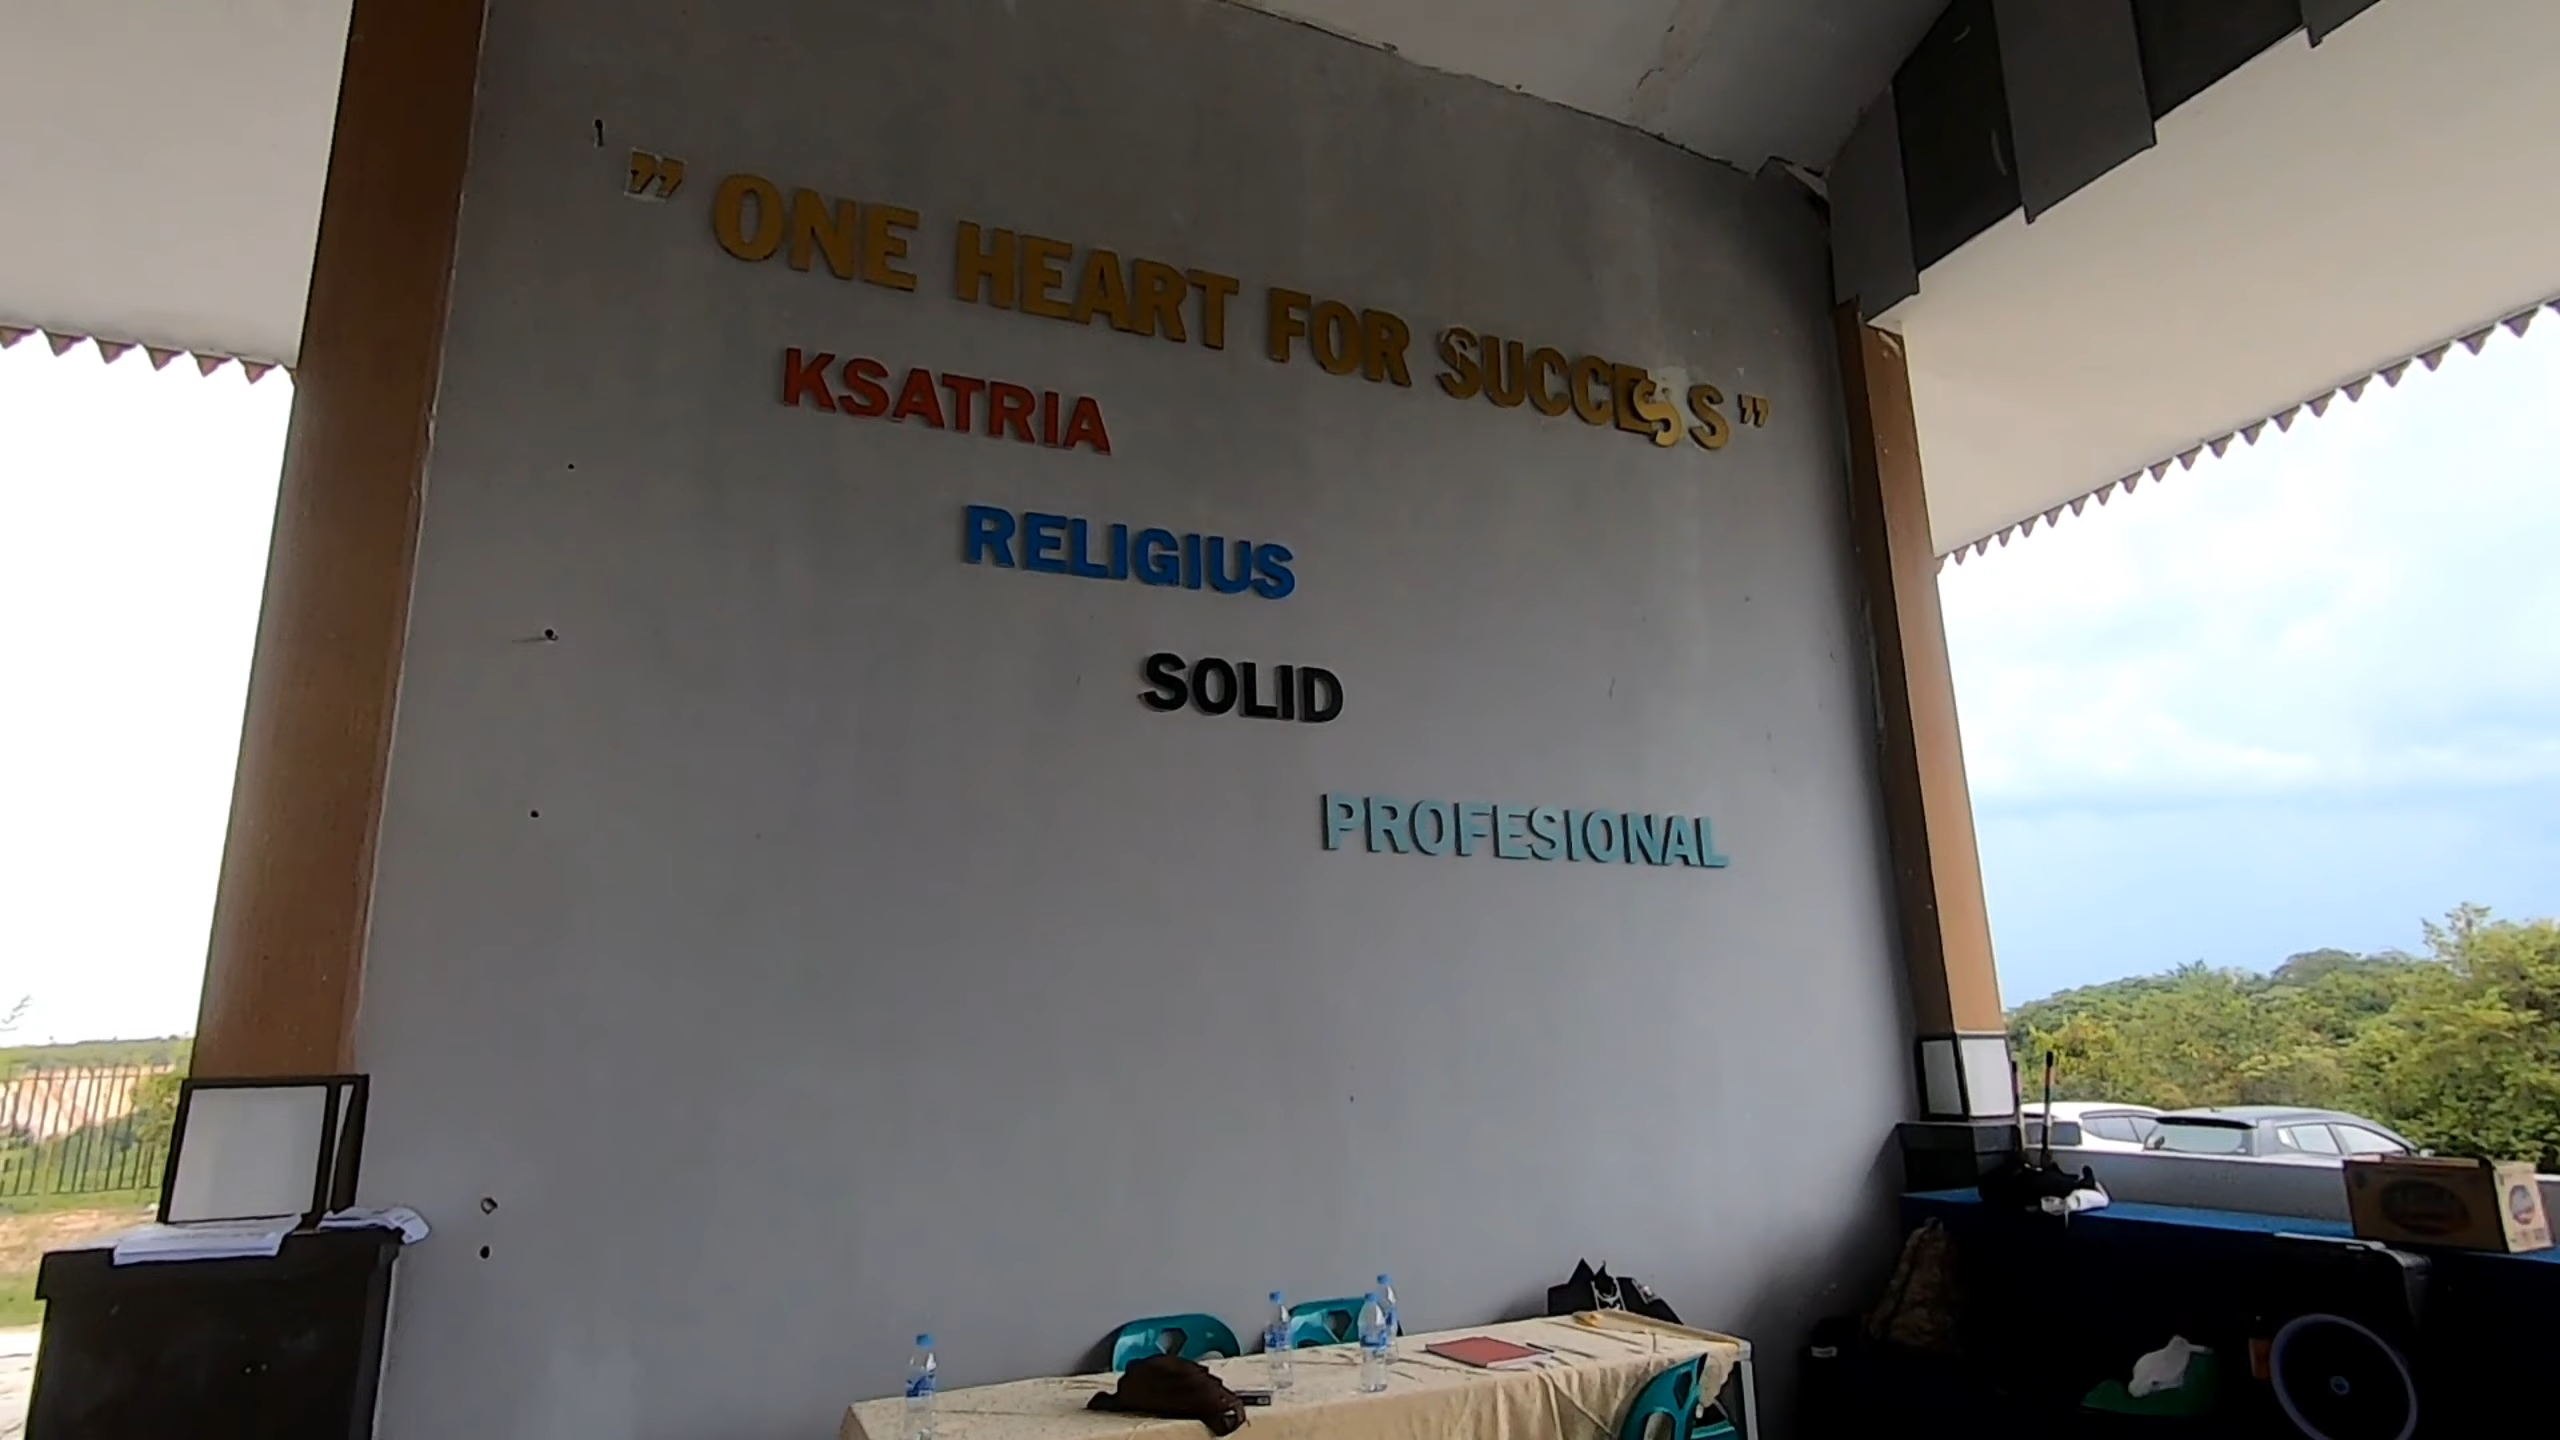 ” ONE HEART FOR SUCCESS ”
KSATRIA
RELIGIUS
SOLID
PROFESIONAL